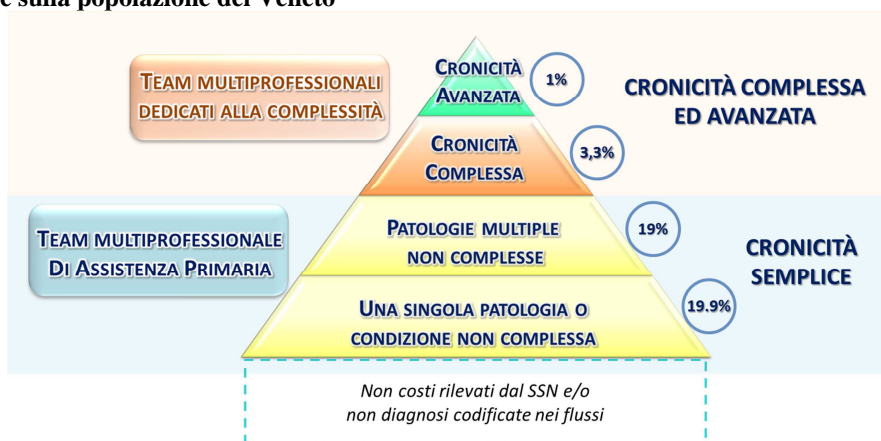 e sulla popolazione del Veneto
CRONICITÀ
AVANZATA
1%
TEAM MULTIPROFESSIONALI
DEDICATI ALLA COMPLESSITÀ
CRONICITÀ COMPLESSA
ED AVANZATA
CRONICITÀ
COMPLESSA
3,3%
TEAM MULTIPROFESSIONALE
DI ASSISTENZA PRIMARIA
PATOLOGIE MULTIPLE
NON COMPLESSE
19%
CRONICITÀ
SEMPLICE
UNA SINGOLA PATOLOGIA O
CONDIZIONE NON COMPLESSA
19.9%
Non costi rilevati dal SSN e/o
non diagnosi codificate nei flussi